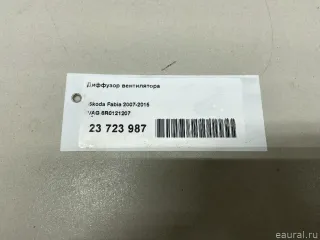 Диффузор вентилятора
Skoda Fabia 2007-2015
VAG 6R0121207
23 723 987
eaural.ru